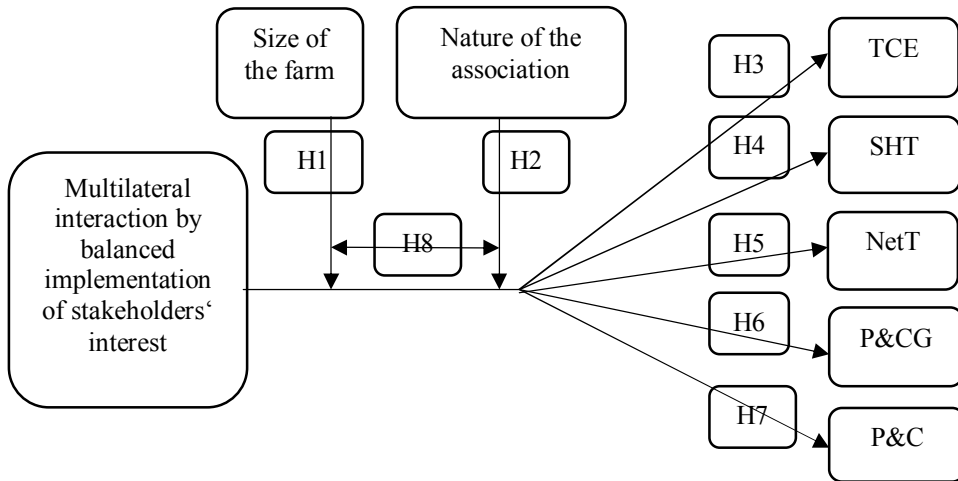 Size of
the farm
Nature of the
association
H3
TCE
H1
H2
H4
SHT
Multilateral
interaction by
balanced
implementation
of stakeholders‘
interest
H8
H5
NetT
H6
P&CG
H7
P&C